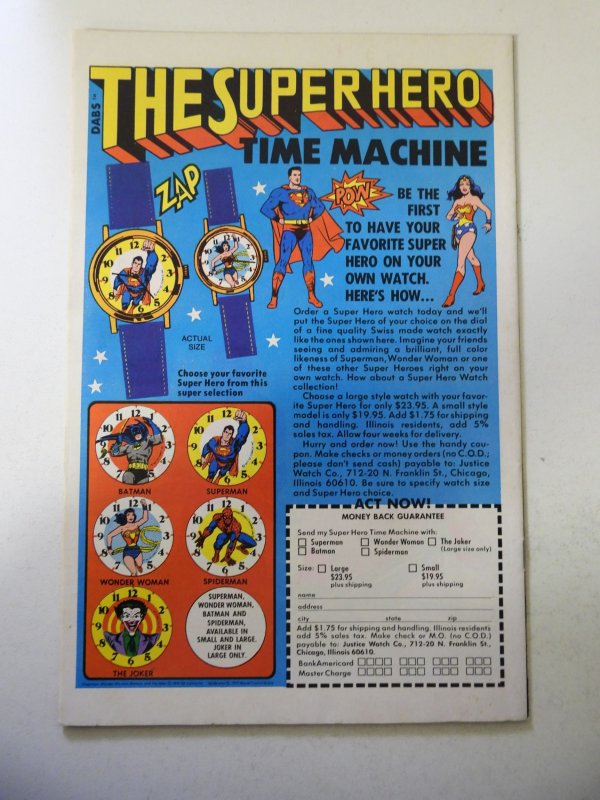 DABS™
THE SUPER HERO
TIME MACHINE
ZAP
POW
BE THE
FIRST
TO HAVE YOUR
FAVORITE SUPER
HERO ON YOUR
OWN WATCH.
HERE'S HOW...
ACTUAL
SIZE
Choose your favorite
Super Hero from this
super selection
Order a Super Hero watch today and we'll
put the Super Hero of your choice on the dial
of a fine quality Swiss made watch exactly
like the ones shown here. Imagine your friends
seeing and admiring a brilliant, full color
likeness of Superman, Wonder Woman or one
of these other Super Heroes right on your
own watch. How about a Super Hero Watch
collection!
Choose a large style watch with your favor-
ite Super Hero for only $23.95. A small style
model is only $19.95. Add $1.75 for shipping
and handling. Illinois residents, add 5%
sales tax. Allow four weeks for delivery.
Hurry and order now! Use the handy cou-
pon. Make checks or money orders (no C.O.D.;
please don't send cash) payable to: Justice
Watch Co., 712-20 N. Franklin St., Chicago,
Illinois 60610. Be sure to specify watch size
and Super Hero choice.
ACT NOW!
BATMAN
SUPERMAN
WONDER WOMAN
SPIDERMAN
THE JOKER
SUPERMAN,
WONDER WOMAN,
BATMAN AND
SPIDERMAN,
AVAILABLE IN
SMALL AND LARGE.
JOKER IN
LARGE ONLY.
MONEY BACK GUARANTEE
Send my Super Hero Time Machine with:
Superman Wonder Woman The Joker
Batman Spiderman (Large size only)
Size: Large Small
$23.95 $19.95
plus shipping plus shipping
name
address
city state zip
Add $1.75 for shipping and handling. Illinois residents
add 5% sales tax. Make check or M.O. (no C.O.D.)
payable to: Justice Watch Co., 712-20 N. Franklin St.,
Chicago, Illinois 60610.
BankAmericard
Master Charge